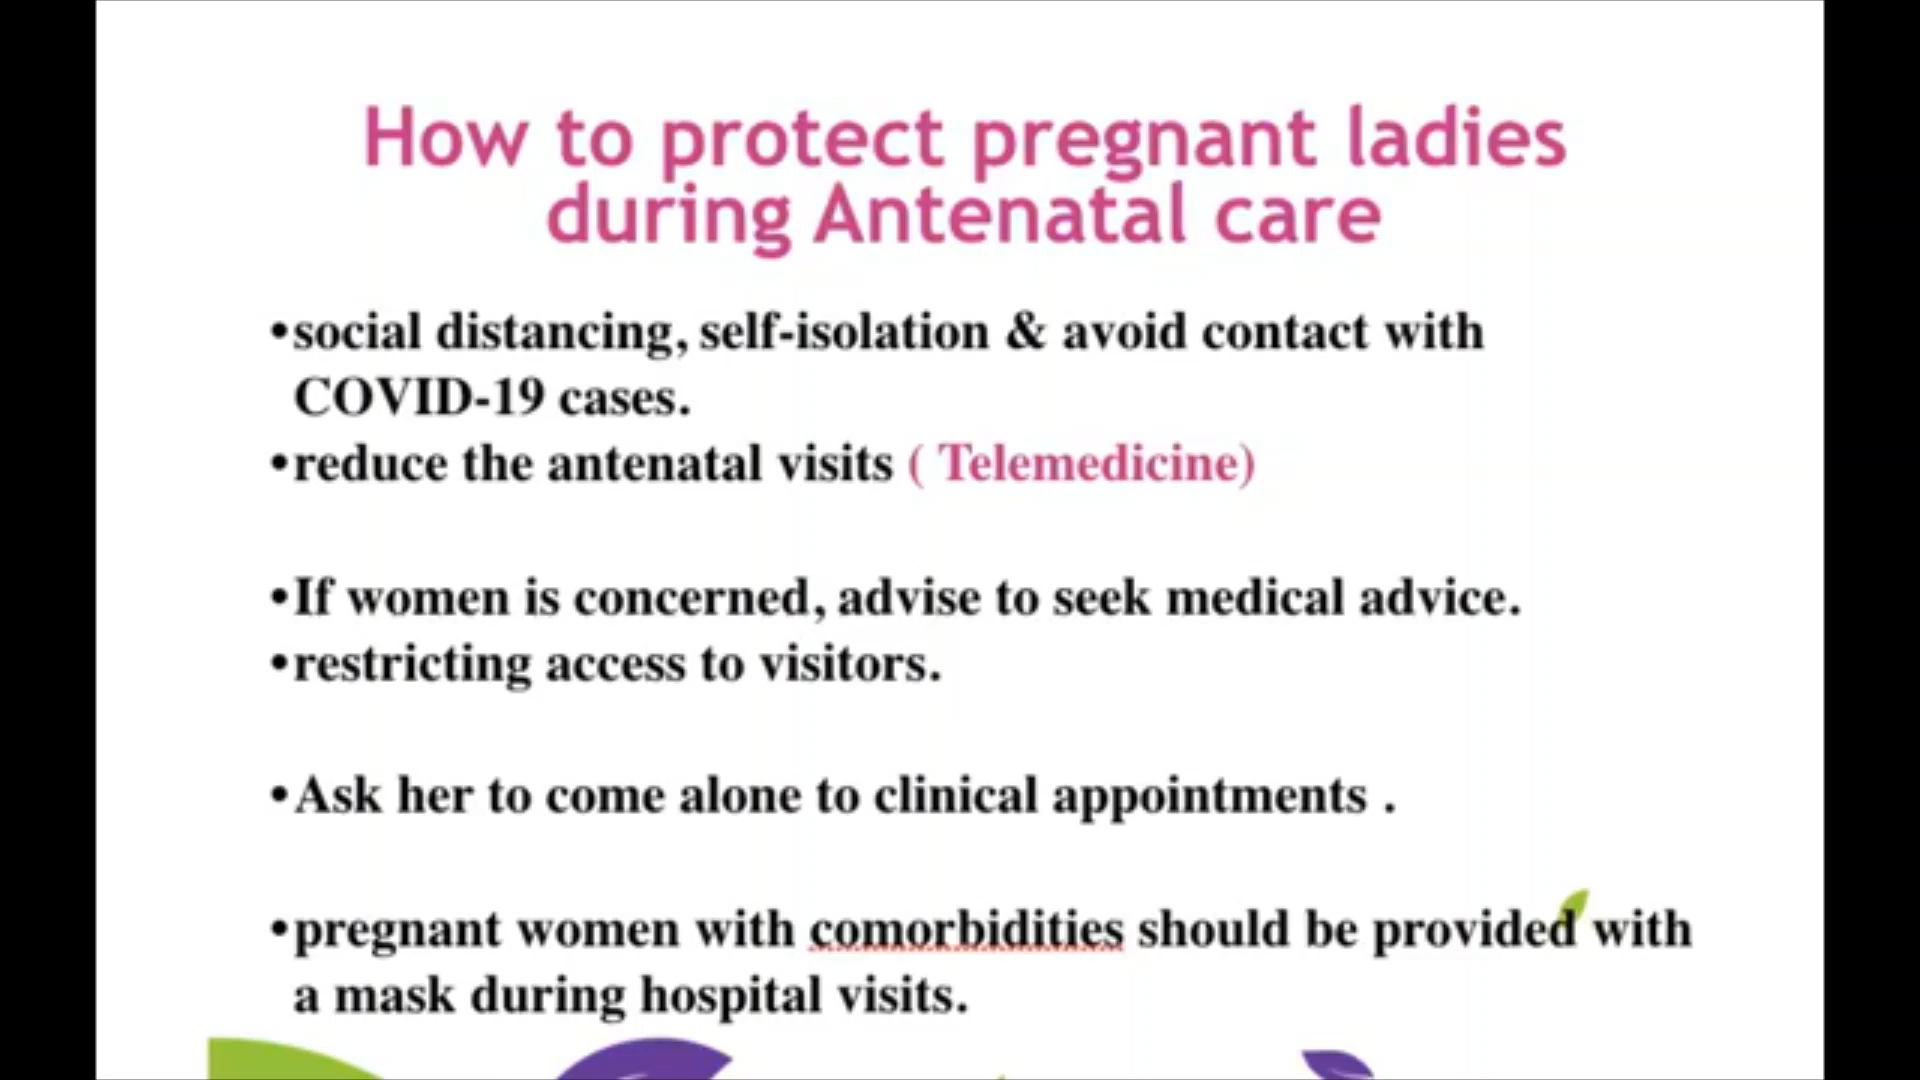 How to protect pregnant ladies
during Antenatal care
•social distancing, self-isolation & avoid contact with
COVID-19 cases.
•reduce the antenatal visits ( Telemedicine)
•If women is concerned, advise to seek medical advice.
•restricting access to visitors.
•Ask her to come alone to clinical appointments .
•pregnant women with comorbidities should be provided with
a mask during hospital visits.